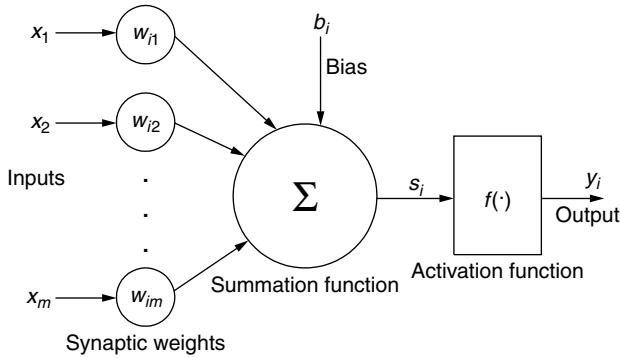 x1 wi1 bi
Bias
x2 wi2
Inputs
Σ si f(·) yi
Output
xm wim
Summation function Activation function
Synaptic weights